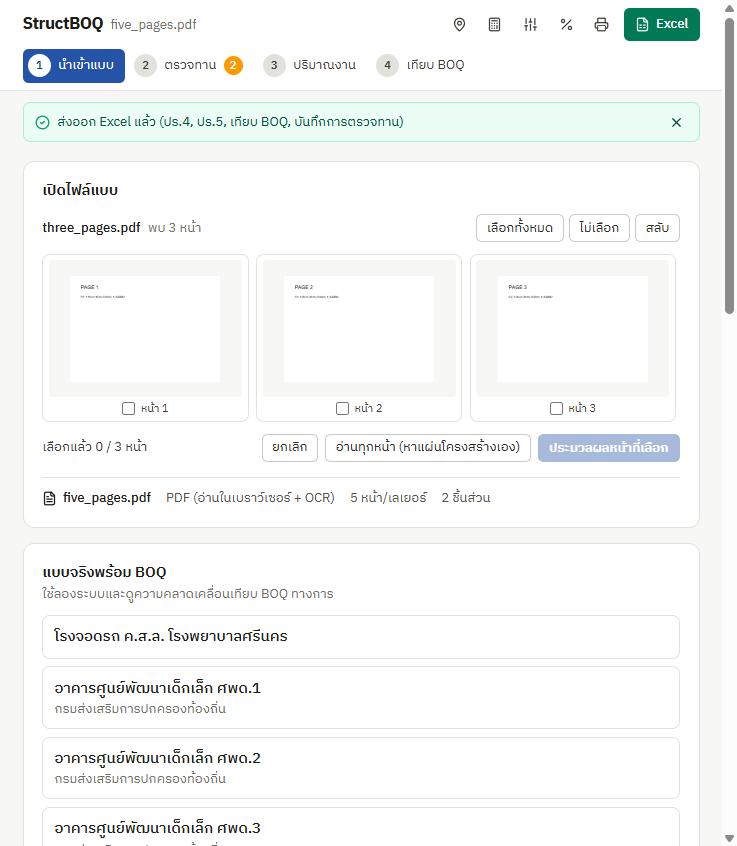 StructBOQ five_pages.pdf
Excel
1 นำเข้าแบบ 2 ตรวจทาน 2 3 ปริมาณงาน 4 เทียบ BOQ
ส่งออก Excel แล้ว (ปร.4, ปร.5, เทียบ BOQ, บันทึกการตรวจทาน)
เปิดไฟล์แบบ
three_pages.pdf พบ 3 หน้า
เลือกทั้งหมด ไม่เลือก สลับ
PAGE 1 PAGE 2 PAGE 3
หน้า 1 หน้า 2 หน้า 3
เลือกแล้ว 0 / 3 หน้า ยกเลิก อ่านทุกหน้า (หาแผ่นโครงสร้างเอง) ประมวลผลหน้าที่เลือก
five_pages.pdf PDF (อ่านในเบราว์เซอร์ + OCR) 5 หน้า/เลเยอร์ 2 ชิ้นส่วน
แบบจริงพร้อม BOQ
ใช้ลองระบบและดูความคลาดเคลื่อนเทียบ BOQ ทางการ
โรงจอดรถ ค.ส.ล. โรงพยาบาลศรีนคร
อาคารศูนย์พัฒนาเด็กเล็ก ศพด.1
กรมส่งเสริมการปกครองท้องถิ่น
อาคารศูนย์พัฒนาเด็กเล็ก ศพด.2
กรมส่งเสริมการปกครองท้องถิ่น
อาคารศูนย์พัฒนาเด็กเล็ก ศพด.3